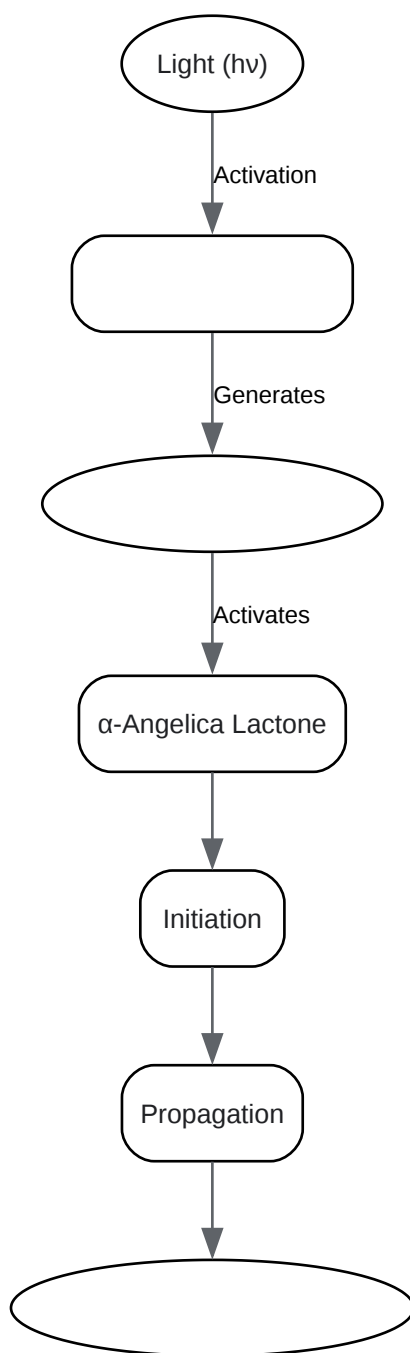 Light (hν)
Activation
Generates
Activates
α-Angelica Lactone
Initiation
Propagation